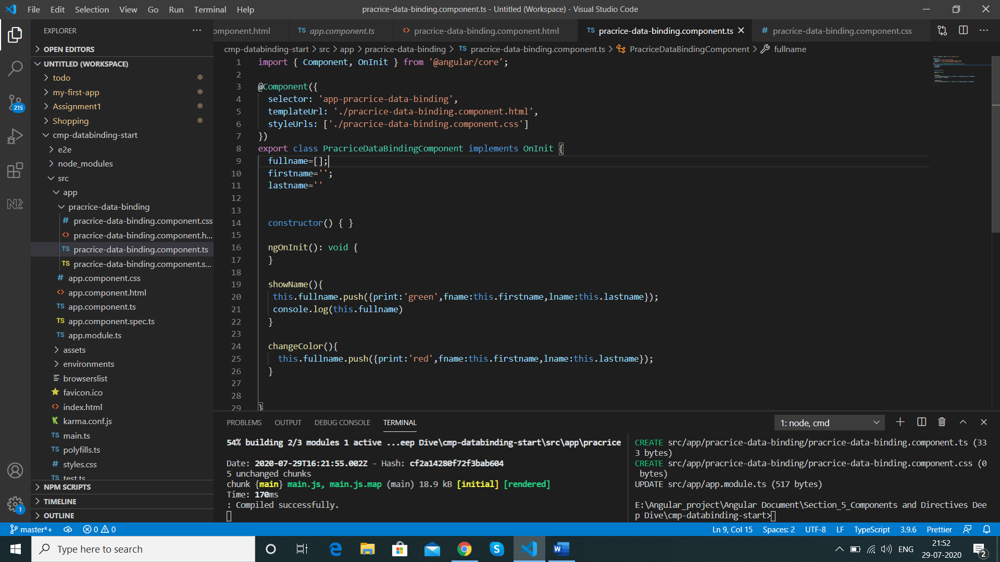 File Edit Selection View Go Run Terminal Help
pracrice-data-binding.component.ts - Untitled (Workspace) - Visual Studio Code
EXPLORER
omponent.html
TS app.component.ts
<> pracrice-data-binding.component.html
TS pracrice-data-binding.component.ts
# pracrice-data-binding.component.css
cmp-databinding-start > src > app > pracrice-data-binding > TS pracrice-data-binding.component.ts > PracriceDataBindingComponent > fullname
OPEN EDITORS
UNTITLED (WORKSPACE)
todo
my-first-app
Assignment1
Shopping
cmp-databinding-start
e2e
node_modules
src
app
pracrice-data-binding
# pracrice-data-binding.component.css
<> pracrice-data-binding.component.h...
TS pracrice-data-binding.component.ts
TS pracrice-data-binding.component.s...
# app.component.css
<> app.component.html
TS app.component.ts
TS app.component.spec.ts
TS app.module.ts
assets
environments
browserslist
favicon.ico
<> index.html
karma.conf.js
TS main.ts
TS polyfills.ts
# styles.css
TS test.ts
NPM SCRIPTS
TIMELINE
OUTLINE
215
1
1 import { Component, OnInit } from '@angular/core';
2
3 @Component({
4 selector: 'app-pracrice-data-binding',
5 templateUrl: './pracrice-data-binding.component.html',
6 styleUrls: ['./pracrice-data-binding.component.css']
7 })
8 export class PracriceDataBindingComponent implements OnInit {
9 fullname=[];
10 firstname='';
11 lastname=''
12
13
14 constructor() { }
15
16 ngOnInit(): void {
17 }
18
19 showName(){
20 this.fullname.push({print:'green',fname:this.firstname,lname:this.lastname});
21 console.log(this.fullname)
22 }
23
24 changeColor(){
25 this.fullname.push({print:'red',fname:this.firstname,lname:this.lastname});
26 }
27
28
29 }
PROBLEMS OUTPUT DEBUG CONSOLE TERMINAL
1: node, cmd
54% building 2/3 modules 1 active ...eep Dive\cmp-databinding-start\src\app\pracrice
Date: 2020-07-29T16:21:55.002Z - Hash: cf2a14280f72f3bab604
5 unchanged chunks
chunk {main} main.js, main.js.map (main) 18.9 kB [initial] [rendered]
Time: 170ms
: Compiled successfully.
CREATE src/app/pracrice-data-binding/pracrice-data-binding.component.ts (33
3 bytes)
CREATE src/app/pracrice-data-binding/pracrice-data-binding.component.css (0
bytes)
UPDATE src/app/app.module.ts (517 bytes)
E:\Angular_project\Angular Document\Section_5_Components and Directives Dee
p Dive\cmp-databinding-start>
master*+ 0 0
Ln 9, Col 15 Spaces: 2 UTF-8 LF TypeScript 3.9.6 Prettier
Type here to search
ENG
21:52
29-07-2020
2